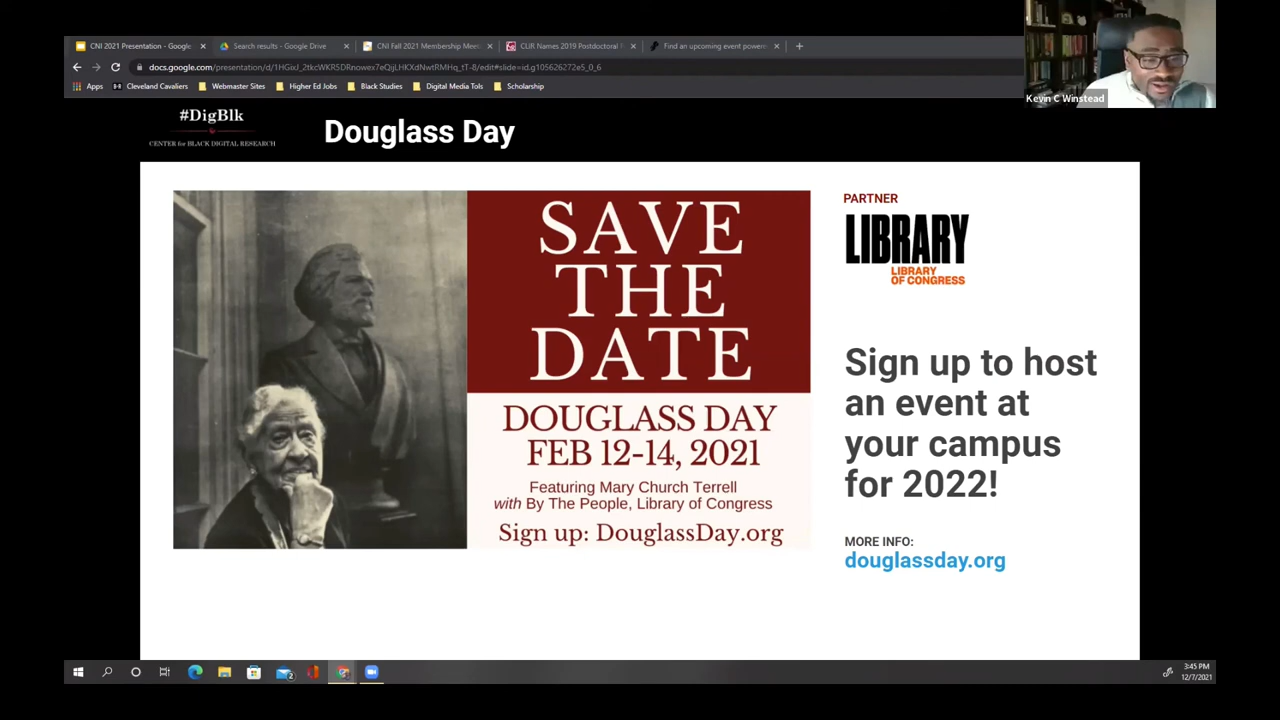 CNI 2021 Presentation - Google
Search results - Google Drive
CNI Fall 2021 Membership Meet
CLIR Names 2019 Postdoctoral F
Find an upcoming event powere
Apps
Cleveland Cavaliers
Webmaster Sites
Higher Ed Jobs
Black Studies
Digital Media Tols
Scholarship
Kevin C Winstead
#DigBlk
CENTER for BLACK DIGITAL RESEARCH
Douglass Day
SAVE
THE
DATE
DOUGLASS DAY
FEB 12-14, 2021
Featuring Mary Church Terrell
with By The People, Library of Congress
Sign up: DouglassDay.org
PARTNER
LIBRARY
LIBRARY
OF CONGRESS
Sign up to host
an event at
your campus
for 2022!
MORE INFO:
douglassday.org
2
3:45 PM
12/7/2021